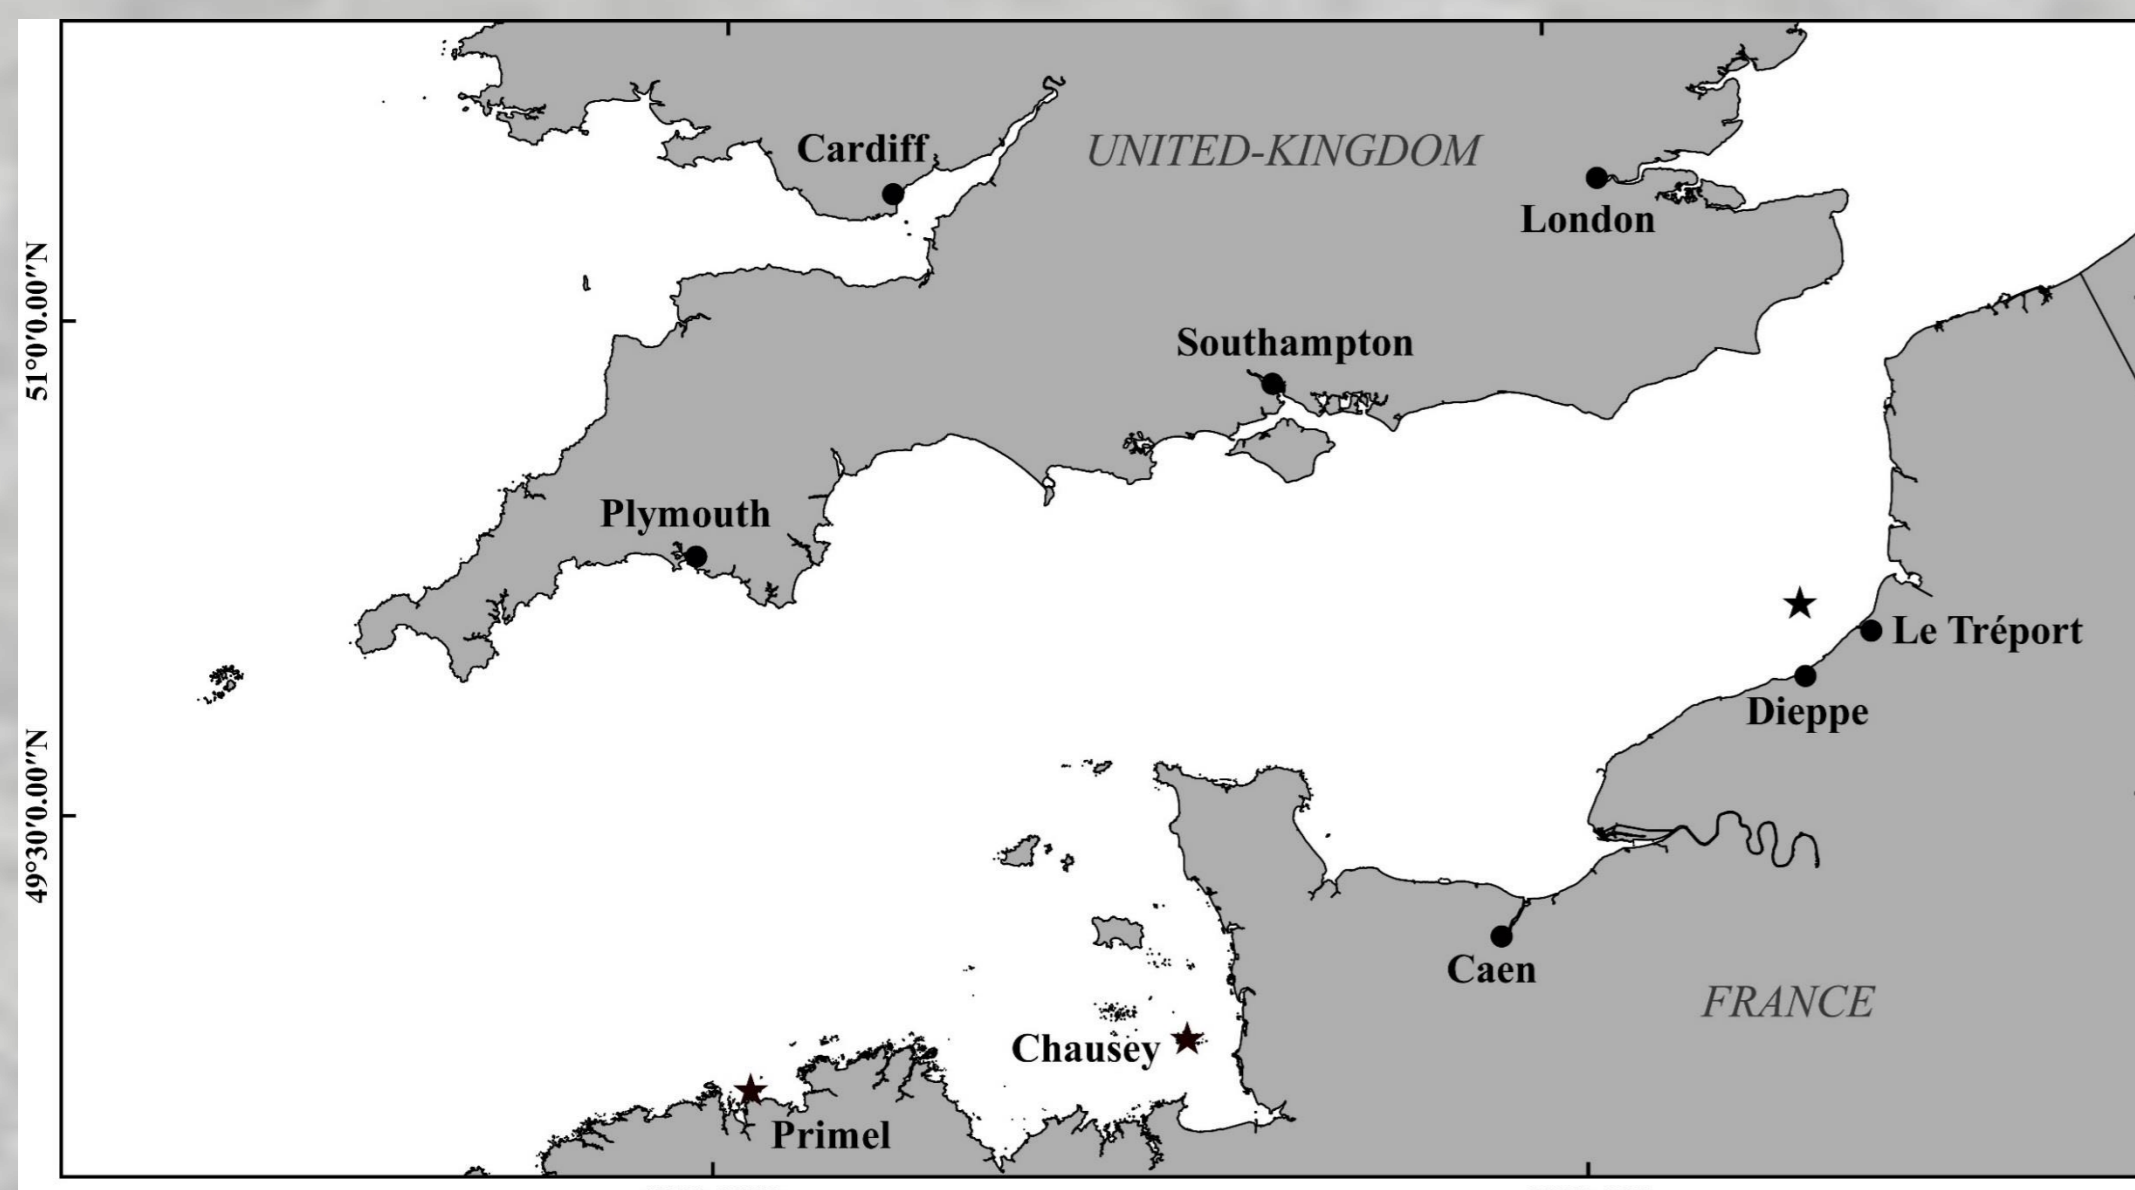 Cardiff
UNITED-KINGDOM
London
51°0'0.00"N
Southampton
Plymouth
Le Tréport
Dieppe
49°30'0.00"N
Caen
FRANCE
Chausey
Primel